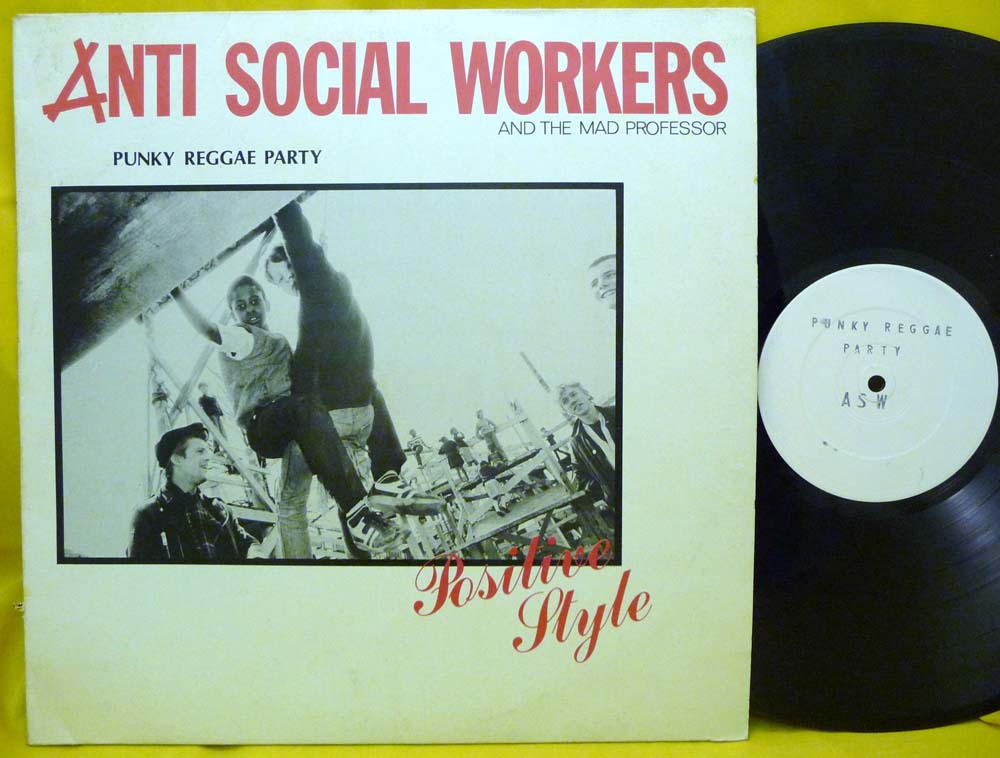 ANTI SOCIAL WORKERS
AND THE MAD PROFESSOR
PUNKY REGGAE PARTY
Positive
Style
PUNKY REGGAE
PARTY
ASW